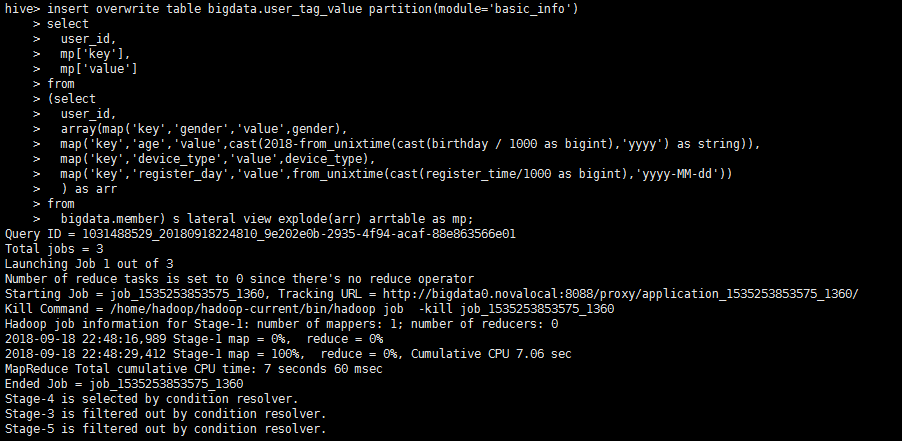 hive> insert overwrite table bigdata.user_tag_value partition(module='basic_info')
    > select
    >   user_id,
    >   mp['key'],
    >   mp['value']
    > from
    > (select
    >   user_id,
    >   array(map('key','gender','value',gender),
    >   map('key','age','value',cast(2018-from_unixtime(cast(birthday / 1000 as bigint),'yyyy') as string)),
    >   map('key','device_type','value',device_type),
    >   map('key','register_day','value',from_unixtime(cast(register_time/1000 as bigint),'yyyy-MM-dd'))
    >   ) as arr
    > from
    >   bigdata.member) s lateral view explode(arr) arrtable as mp;
Query ID = 1031488529_20180918224810_9e202e0b-2935-4f94-acaf-88e863566e01
Total jobs = 3
Launching Job 1 out of 3
Number of reduce tasks is set to 0 since there's no reduce operator
Starting Job = job_1535253853575_1360, Tracking URL = http://bigdata0.novalocal:8088/proxy/application_1535253853575_1360/
Kill Command = /home/hadoop/hadoop-current/bin/hadoop job  -kill job_1535253853575_1360
Hadoop job information for Stage-1: number of mappers: 1; number of reducers: 0
2018-09-18 22:48:16,989 Stage-1 map = 0%,  reduce = 0%
2018-09-18 22:48:29,412 Stage-1 map = 100%,  reduce = 0%, Cumulative CPU 7.06 sec
MapReduce Total cumulative CPU time: 7 seconds 60 msec
Ended Job = job_1535253853575_1360
Stage-4 is selected by condition resolver.
Stage-3 is filtered out by condition resolver.
Stage-5 is filtered out by condition resolver.